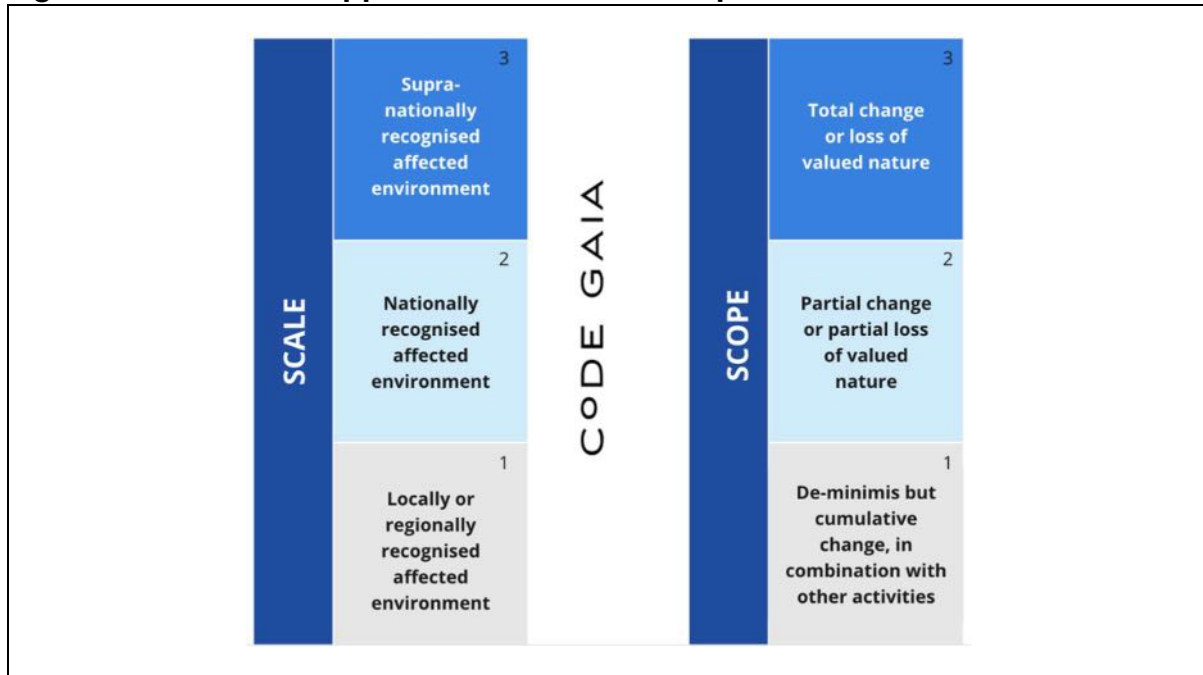 SCALE
3
Supra-
nationally
recognised
affected
environment
2
Nationally
recognised
affected
environment
1
Locally or
regionally
recognised
affected
environment
CoDE GAIA
SCOPE
3
Total change
or loss of
valued nature
2
Partial change
or partial loss
of valued
nature
1
De-minimis but
cumulative
change, in
combination with
other activities